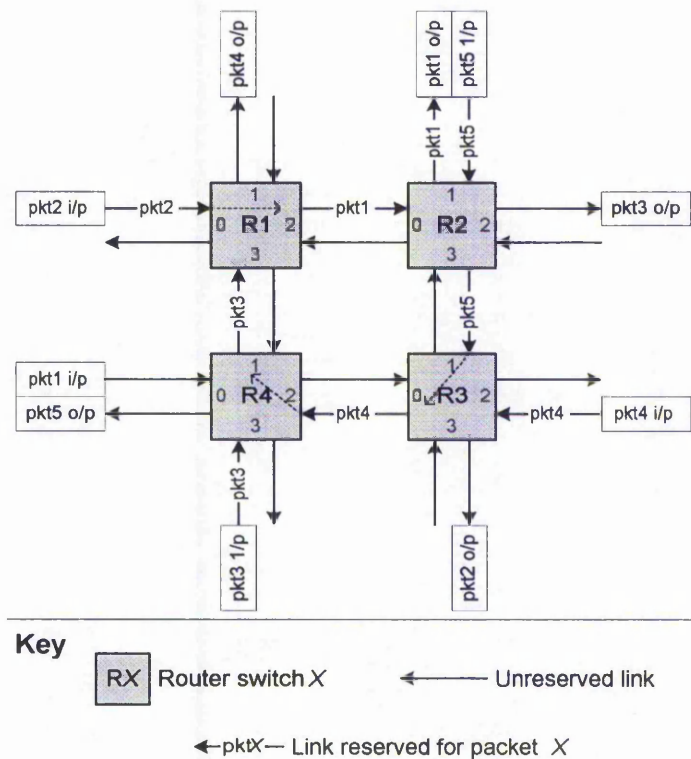 pkt4 o/p
pkt1 o/p
pkt5 1/p
pkt1
pkt5
pkt2 i/p
pkt2
1
0 R1 2
3
pkt1
1
0 R2 2
3
pkt3 o/p
pkt3
pkt5
pkt1 i/p
pkt5 o/p
1
0 R4 2
3
pkt4
1
0 R3 2
3
pkt4
pkt4 i/p
pkt3
pkt3 1/p
pkt2 o/p
Key
RX Router switch X
Unreserved link
pktX Link reserved for packet X